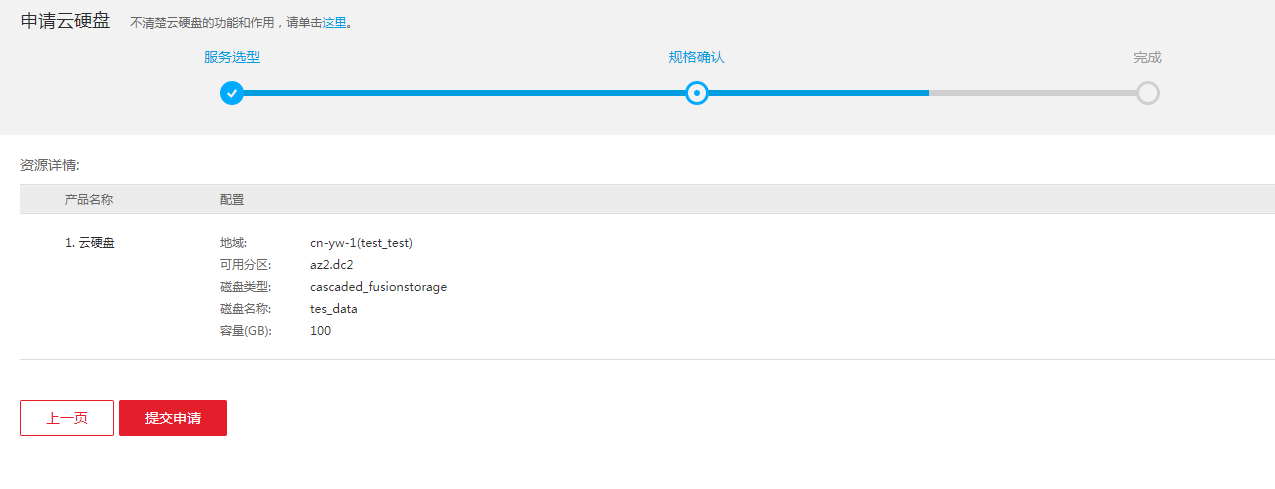 申请云硬盘 不清楚云硬盘的功能和作用，请单击这里。
服务选型 规格确认 完成
资源详情:
产品名称 配置
1. 云硬盘 地域: cn-yw-1(test_test)
可用分区: az2.dc2
磁盘类型: cascaded_fusionstorage
磁盘名称: tes_data
容量(GB): 100
上一页 提交申请